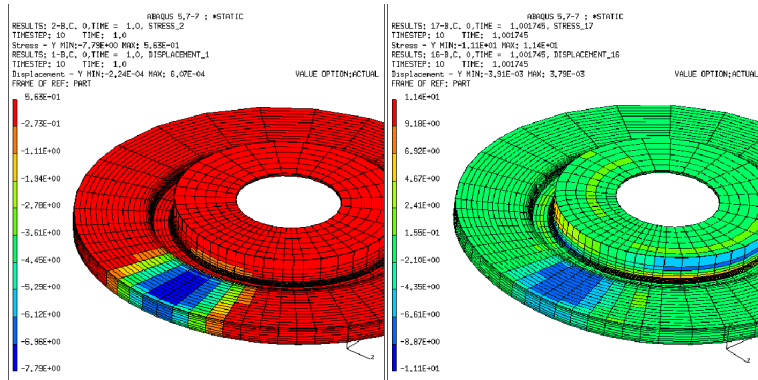 ABAQUS 5,7-7 ; *STATIC
RESULTS: 2-B,C, 0,TIME = 1,0, STRESS_2
TIMESTEP: 10 TIME: 1,0
Stress - Y MIN:-7,79E+00 MAX: 5,63E-01
RESULTS: 1-B,C, 0,TIME = 1,0, DISPLACEMENT_1
TIMESTEP: 10 TIME: 1,0
Displacement - Y MIN:-2,24E-04 MAX: 6,07E-04 VALUE OPTION:ACTUAL
FRAME OF REF: PART
5,63E-01
-2,73E-01
-1,11E+00
-1,94E+00
-2,78E+00
-3,61E+00
-4,45E+00
-5,29E+00
-6,12E+00
-6,96E+00
-7,79E+00
Z
ABAQUS 5,7-7 ; *STATIC
RESULTS: 17-B,C, 0,TIME = 1,001745, STRESS_17
TIMESTEP: 10 TIME: 1,001745
Stress - Y MIN:-1,11E+01 MAX: 1,14E+01
RESULTS: 16-B,C, 0,TIME = 1,001745, DISPLACEMENT_16
TIMESTEP: 10 TIME: 1,001745
Displacement - Y MIN:-3,91E-03 MAX: 3,79E-03 VALUE OPTION:ACTUAL
FRAME OF REF: PART
1,14E+01
9,18E+00
6,92E+00
4,67E+00
2,41E+00
1,55E-01
-2,10E+00
-4,35E+00
-6,61E+00
-8,87E+00
-1,11E+01
Z